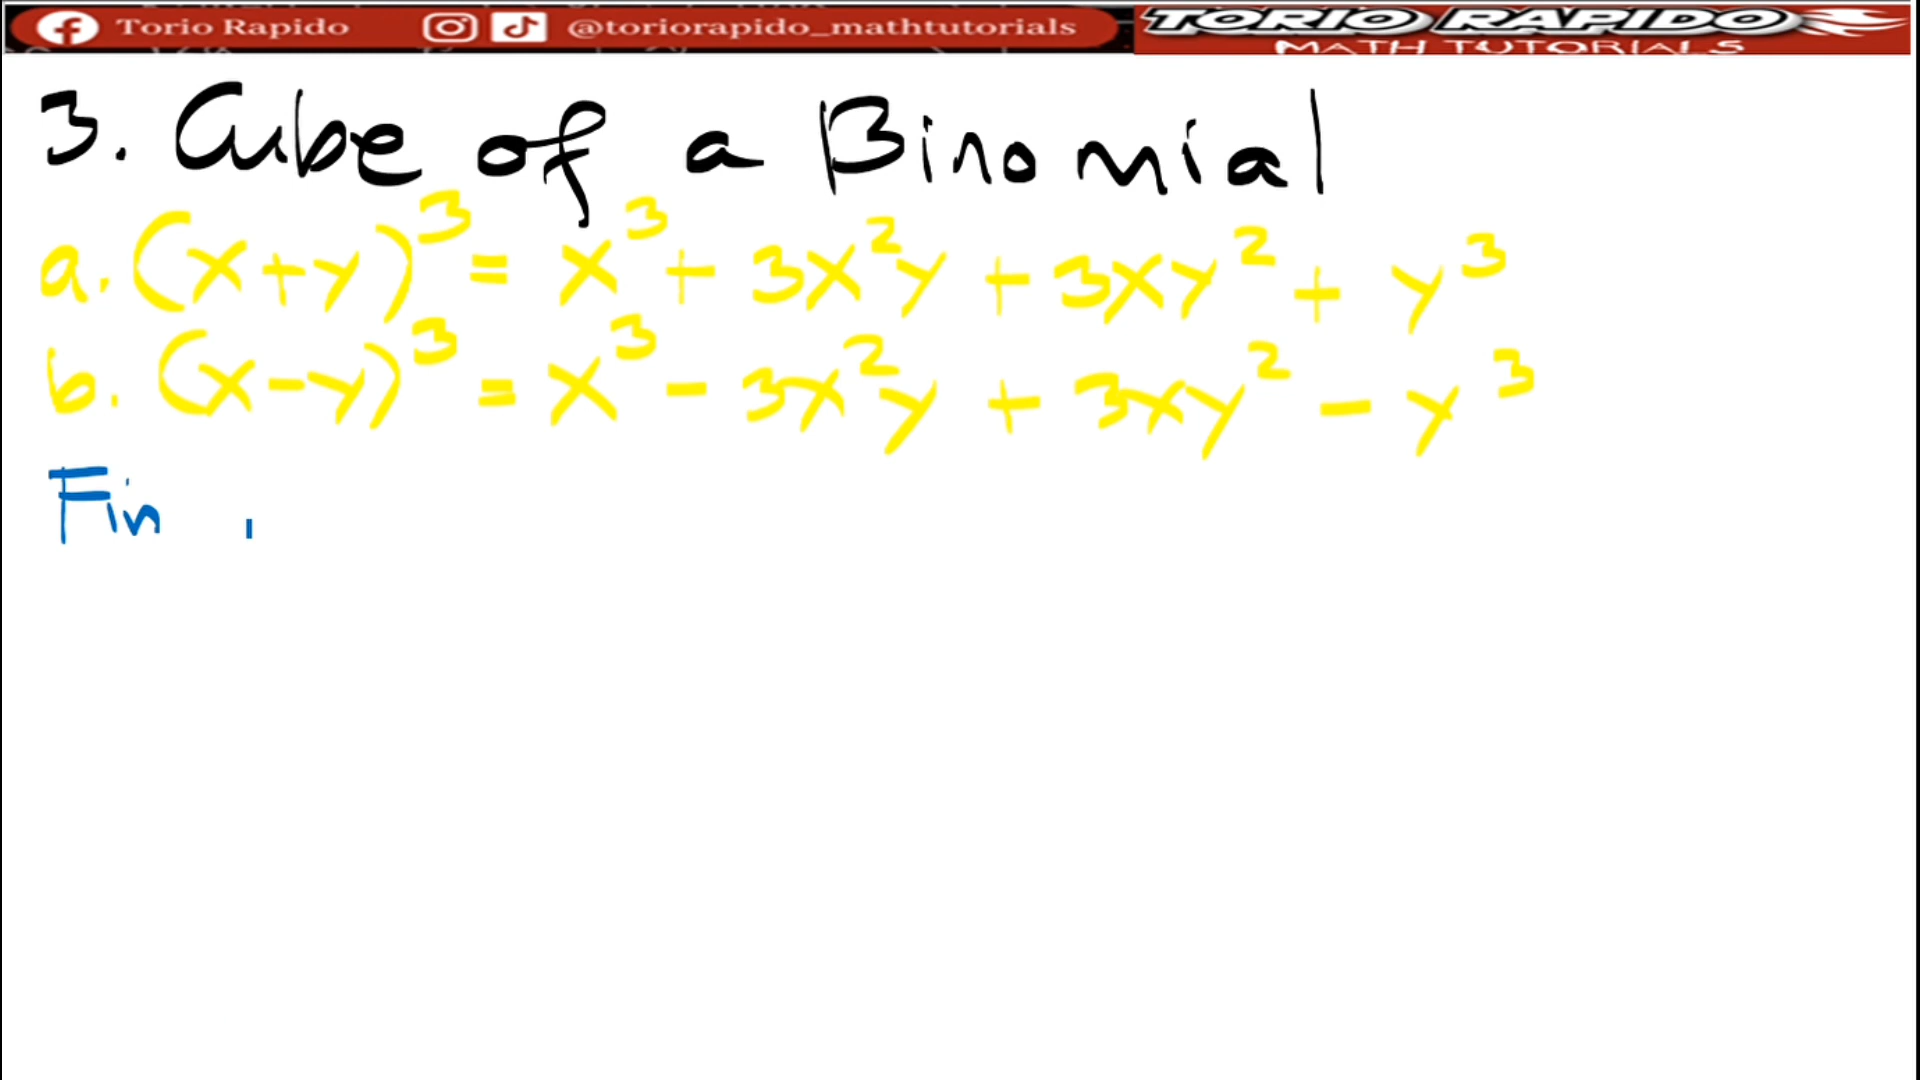 Torio Rapido @toriorapido_mathtutorials TORIO RAPIDO
MATH TUTORIALS
3. Cube of a Binomial
a. (x+y)³ = x³ + 3x²y + 3xy² + y³
b. (x-y)³ = x³ - 3x²y + 3xy² - y³
Fin